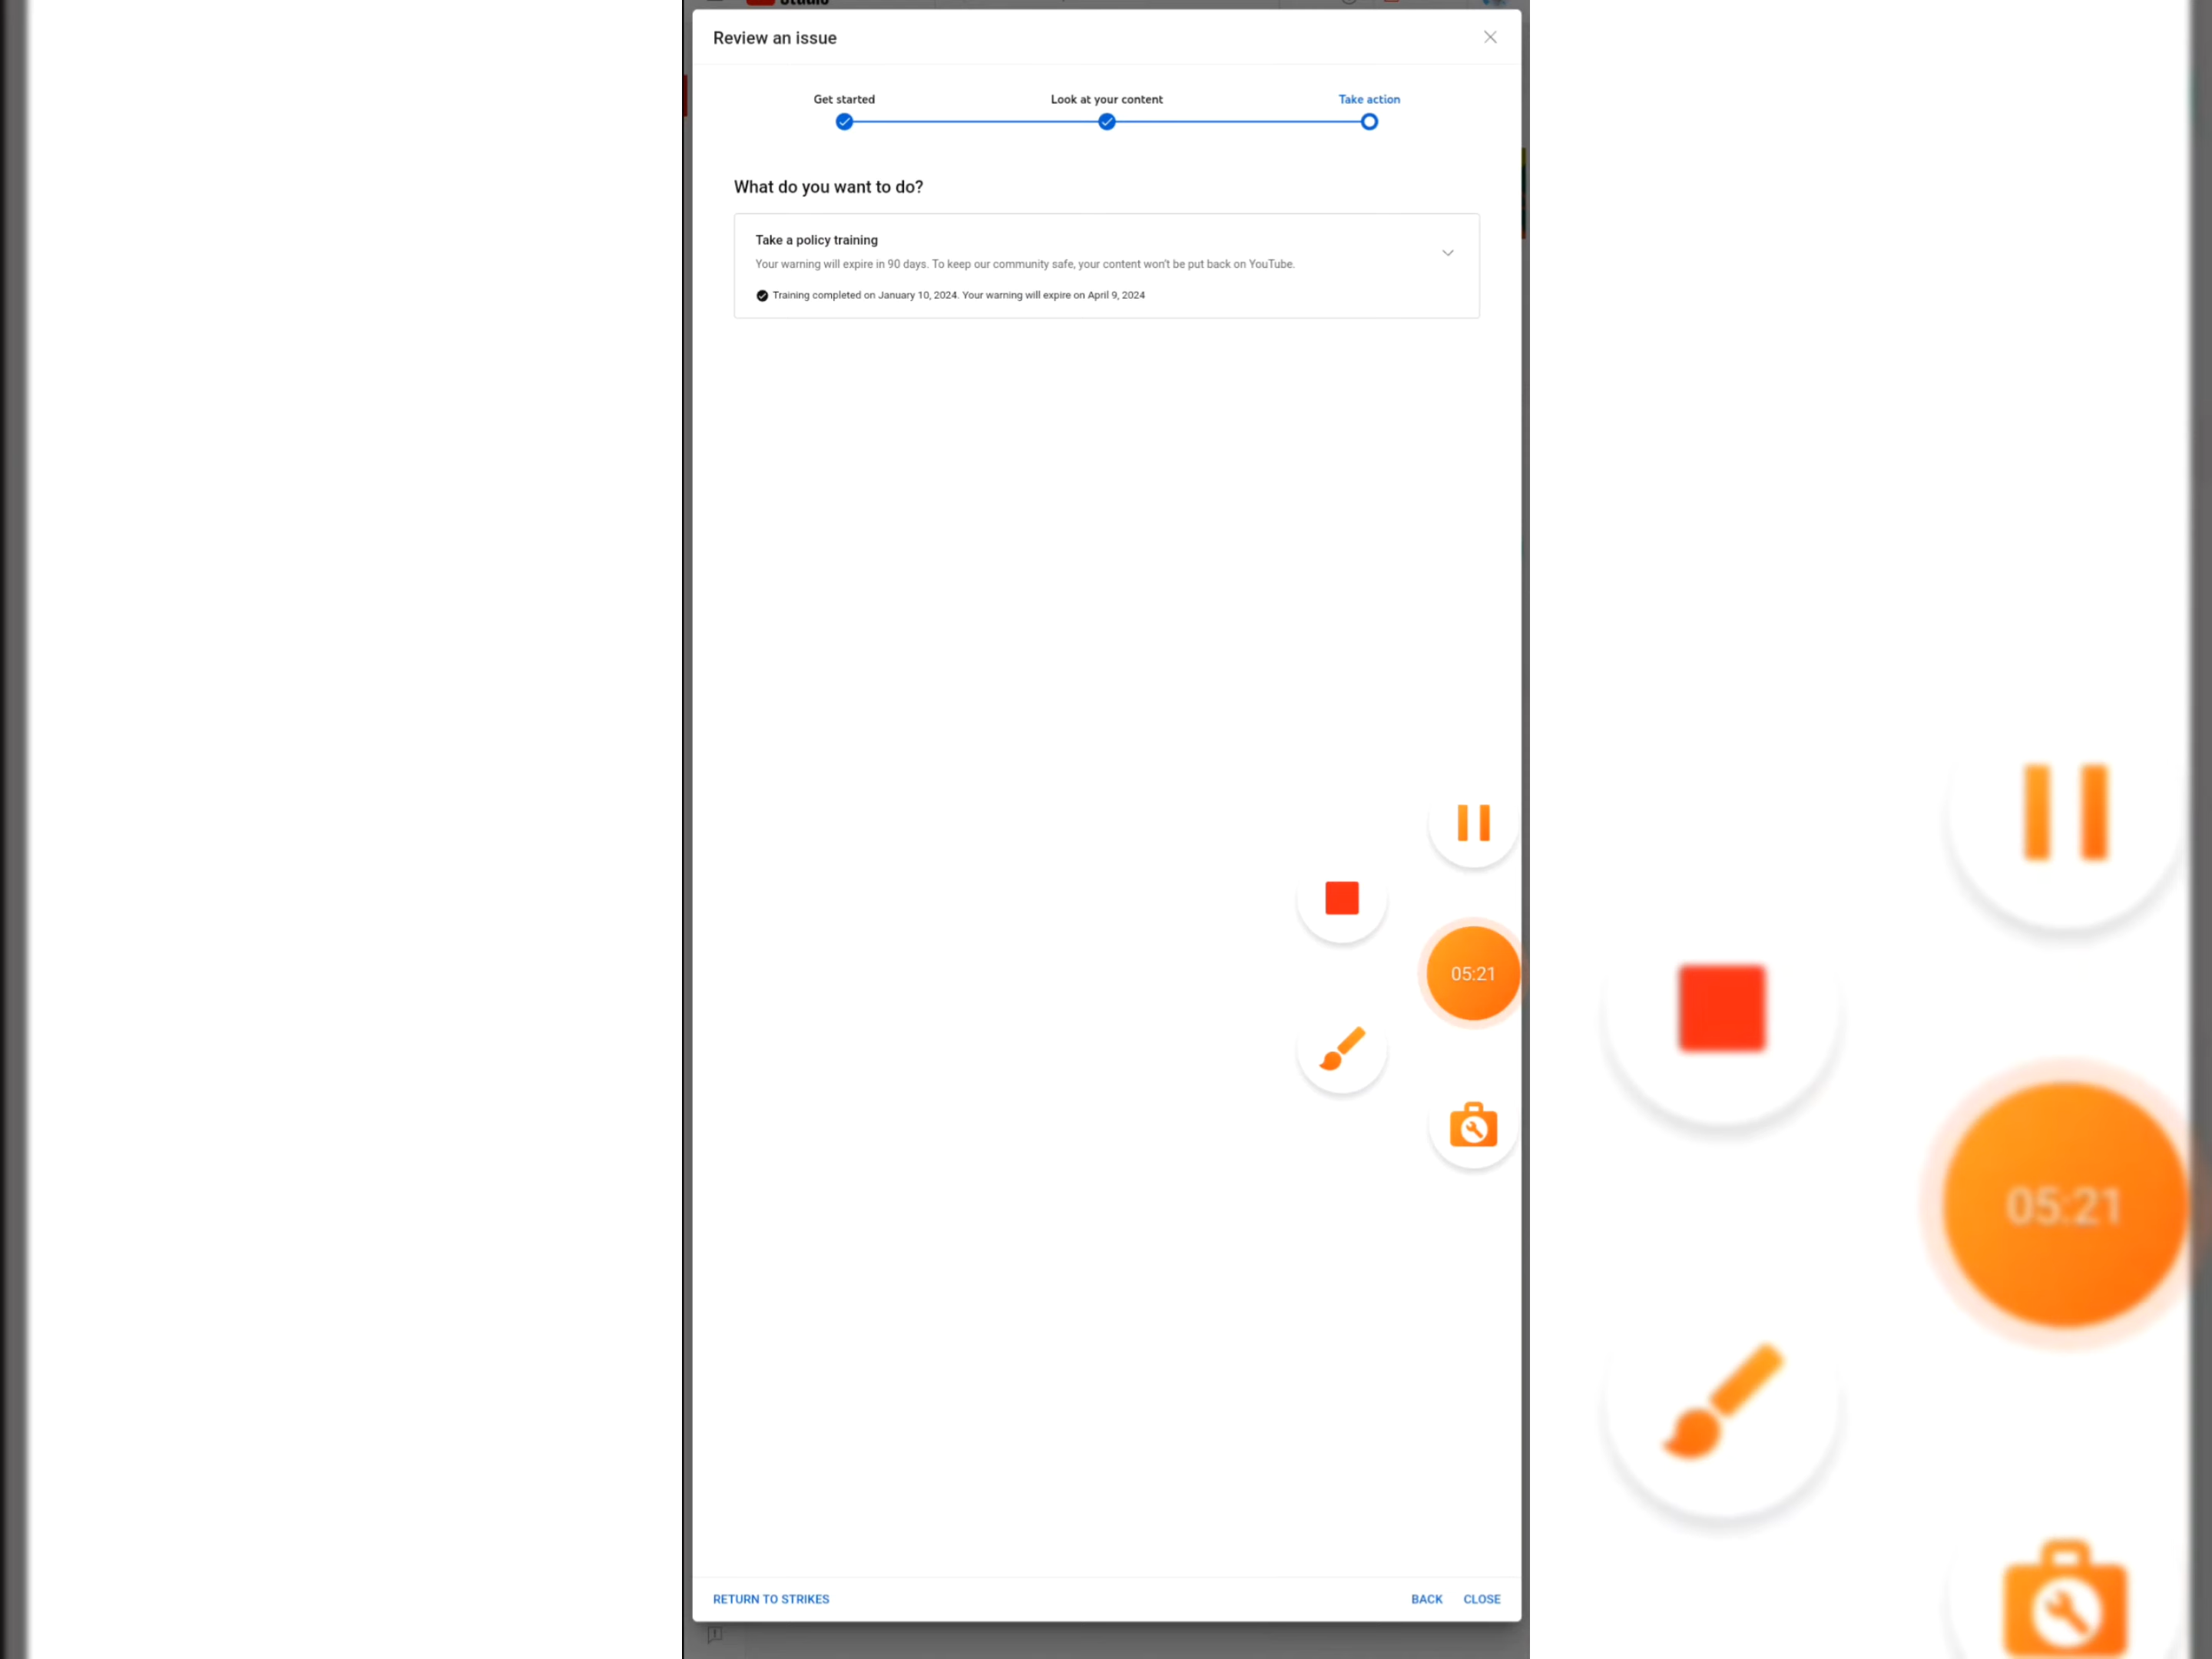 Studio
Review an issue
Get started
Look at your content
Take action
What do you want to do?
Take a policy training
Your warning will expire in 90 days. To keep our community safe, your content won't be put back on YouTube.
Training completed on January 10, 2024. Your warning will expire on April 9, 2024
05:21
05:21
RETURN TO STRIKES
BACK
CLOSE